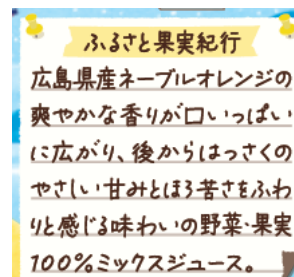 ふるさと果実紀行
広島県産ネーブルオレンジの
爽やかな香りが口いっぱい
に広がり、後からはっさくの
やさしい甘みとほろ苦さをふわ
りと感じる味わいの野菜・果実
100%ミックスジュース。